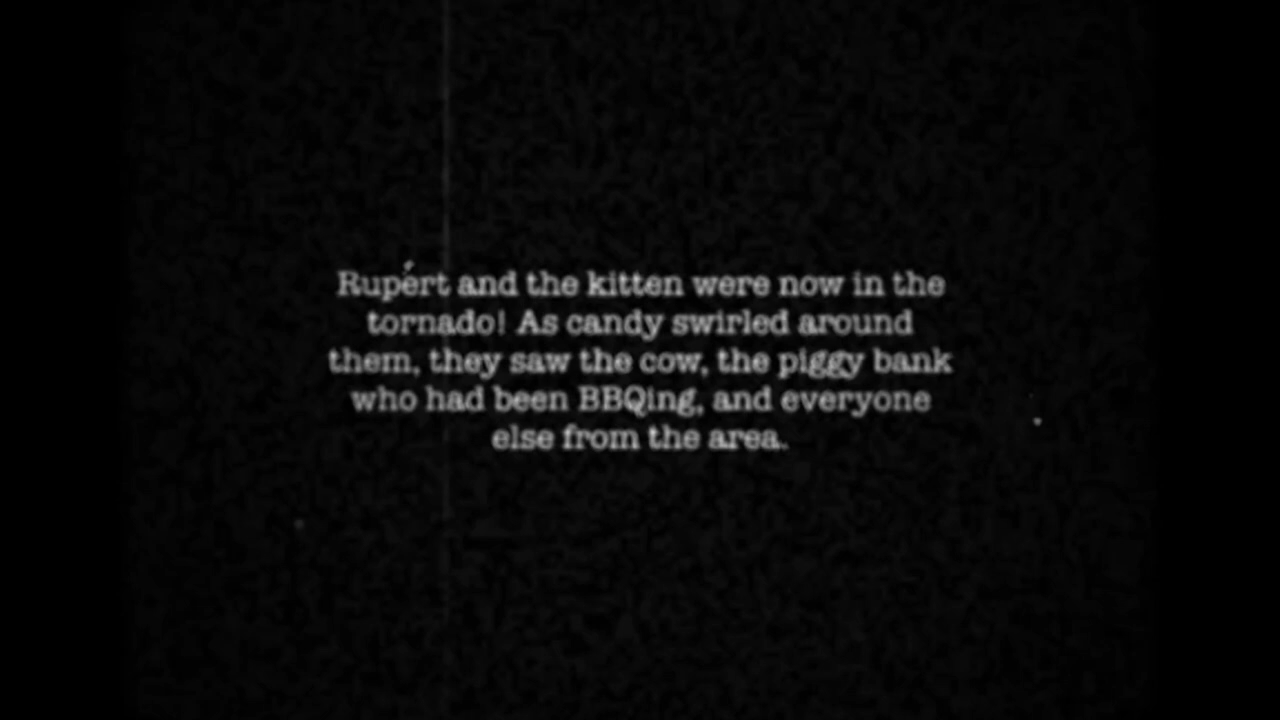 Rupert and the kitten were now in the
tornado! As candy swirled around
them, they saw the cow, the piggy bank
who had been BBQing, and everyone
else from the area.